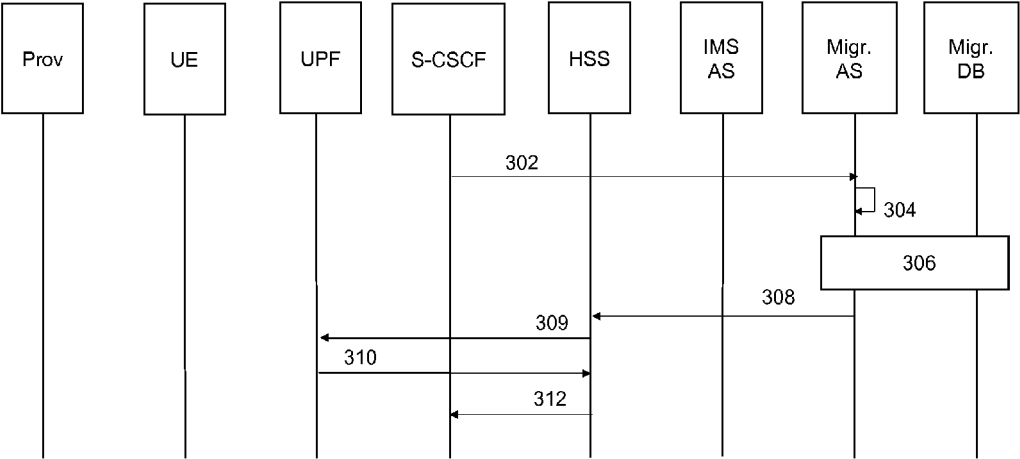 Prov
UE
UPF
S-CSCF
HSS
IMS
AS
Migr.
AS
Migr.
DB
302
304
306
308
309
310
312